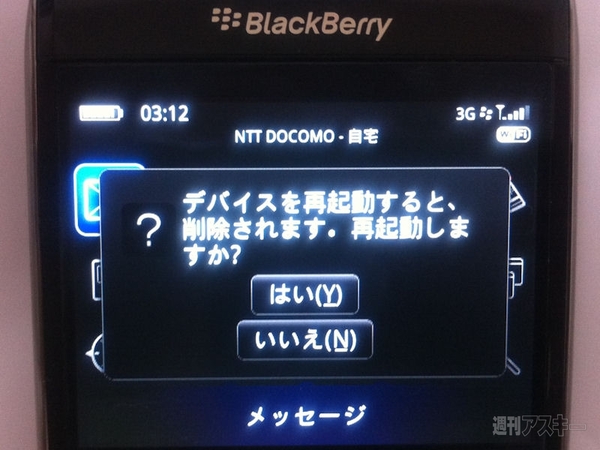 BlackBerry
03:12
3G
NTT DOCOMO - 自宅
WiFi
デバイスを再起動すると、
削除されます。再起動しま
すか?
はい(Y)
いいえ(N)
メッセージ
週刊アスキー